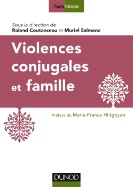 Psychothérapie
Sous la direction de
Roland Coutanceau et Muriel Salmona
Violences
conjugales
et famille
Préface de Marie-France Hirigoyen
DUNOD